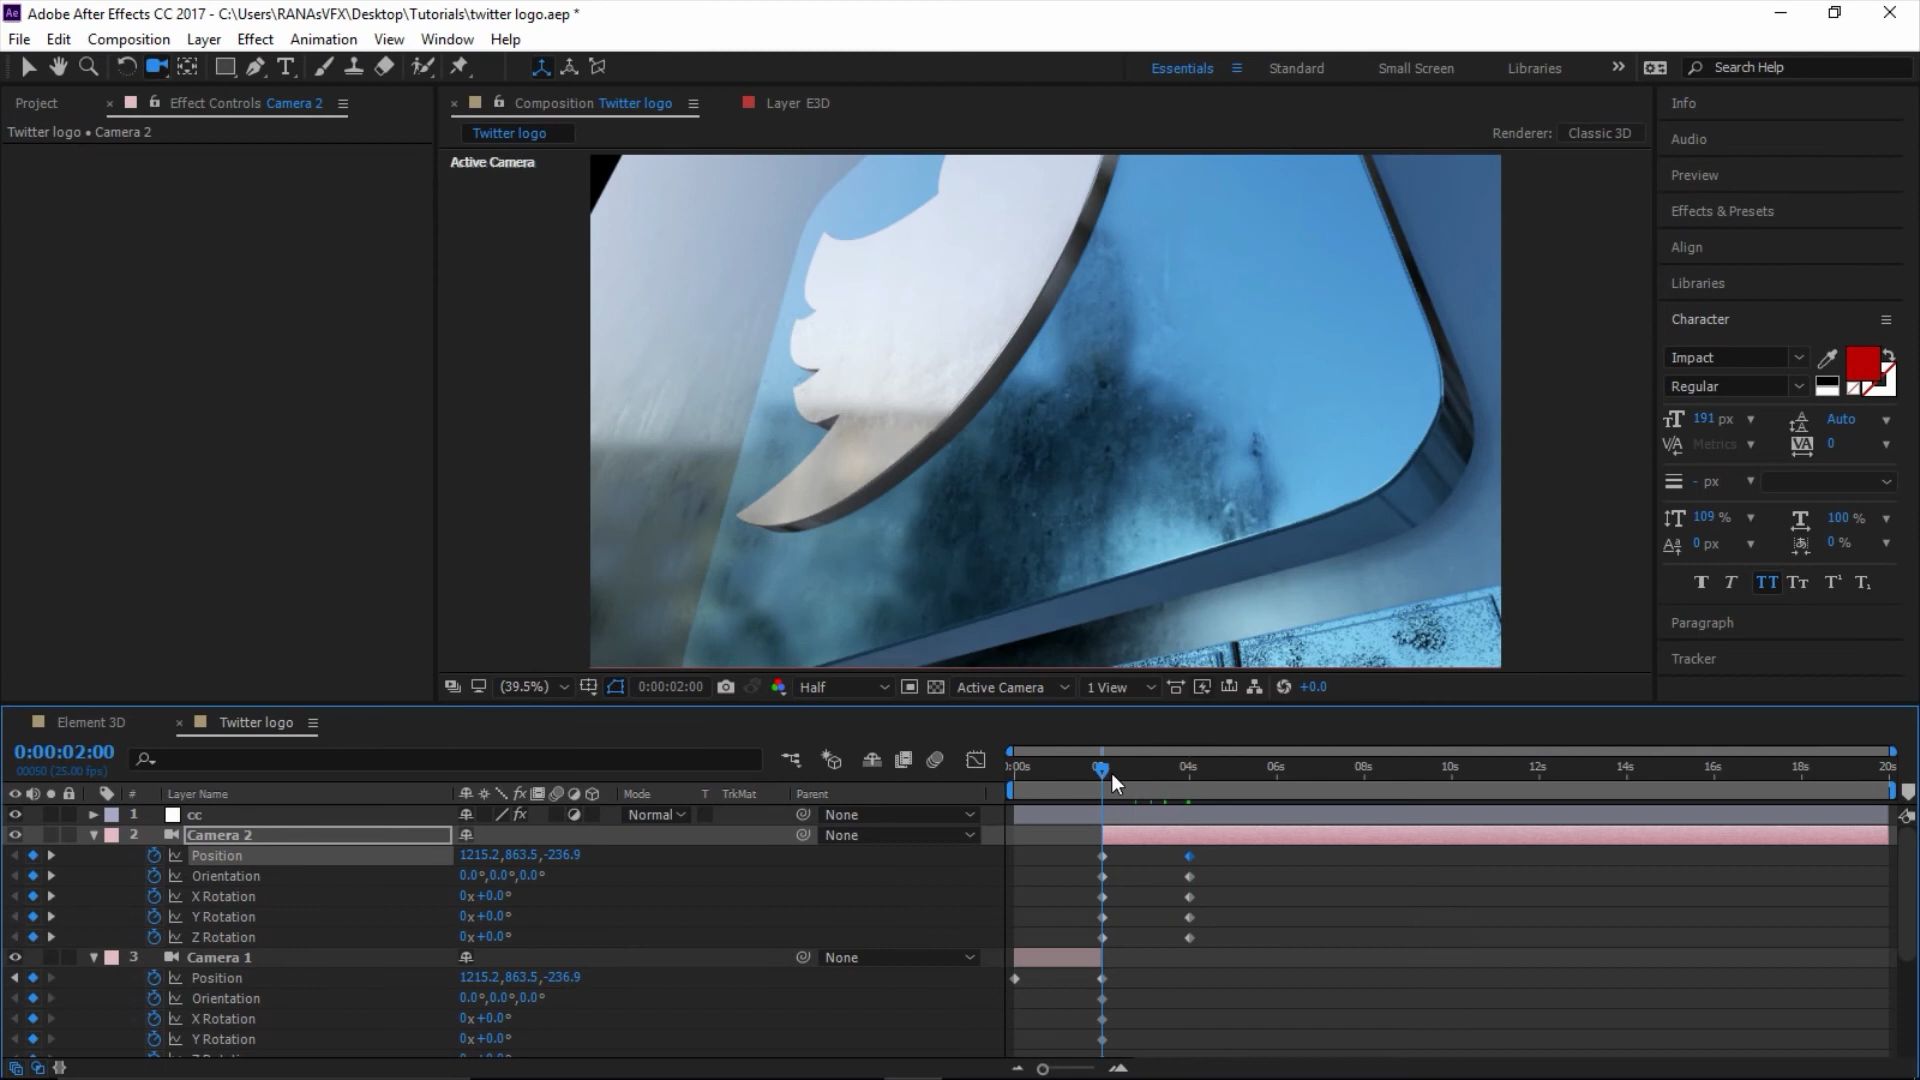 Ae Adobe After Effects CC 2017 - C:\Users\RANAsVFX\Desktop\Tutorials\twitter logo.aep *
File Edit Composition Layer Effect Animation View Window Help
Essentials Standard Small Screen Libraries Search Help
Project Effect Controls Camera 2 Composition Twitter logo Layer E3D Info
Twitter logo • Camera 2 Twitter logo Renderer: Classic 3D Audio
Active Camera
Preview
Effects & Presets
Align
Libraries
Character
Impact
Regular
191 px Auto
Metrics 0
- px
109 % 100 %
0 px 0 %
Paragraph
Tracker
(39.5%) 0:00:02:00 Half Active Camera 1 View +0.0
Element 3D Twitter logo
0:00:02:00
00050 (25.00 fps)
:00s 04s 06s 08s 10s 12s 14s 16s 18s 20s
# Layer Name Mode T TrkMat Parent
1 cc Normal None
2 Camera 2 None
Position 1215.2,863.5,-236.9
Orientation 0.0°,0.0°,0.0°
X Rotation 0x+0.0°
Y Rotation 0x+0.0°
Z Rotation 0x+0.0°
3 Camera 1 None
Position 1215.2,863.5,-236.9
Orientation 0.0°,0.0°,0.0°
X Rotation 0x+0.0°
Y Rotation 0x+0.0°